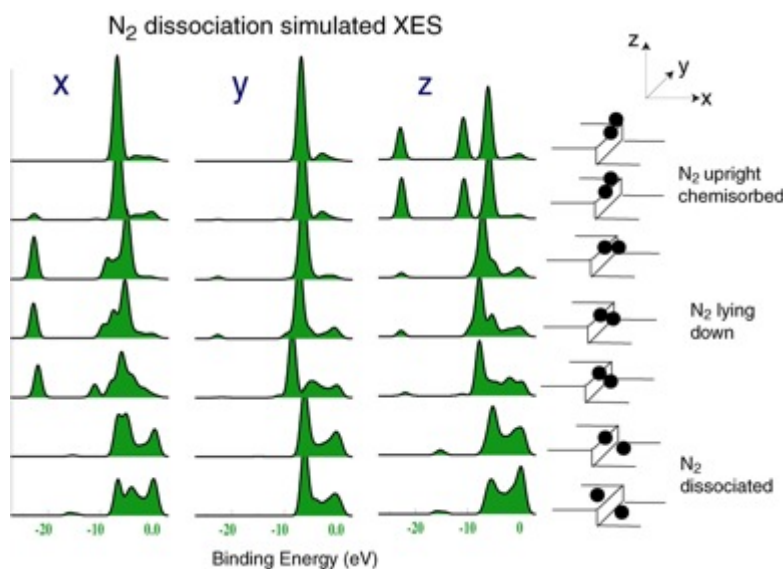 N₂ dissociation simulated XES
x y z
z
y
x
N₂ upright
chemisorbed
N₂ lying
down
N₂
dissociated
-20 -10 0.0 -20 -10 0.0 -20 -10 0
Binding Energy (eV)